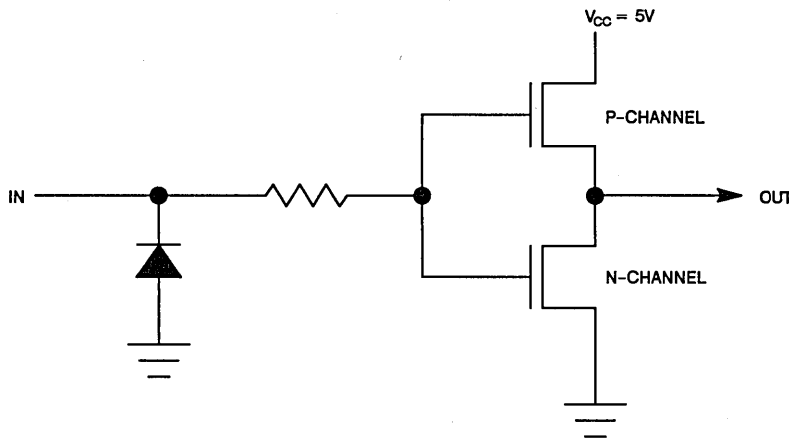 V_CC = 5V
P-CHANNEL
IN
OUT
N-CHANNEL